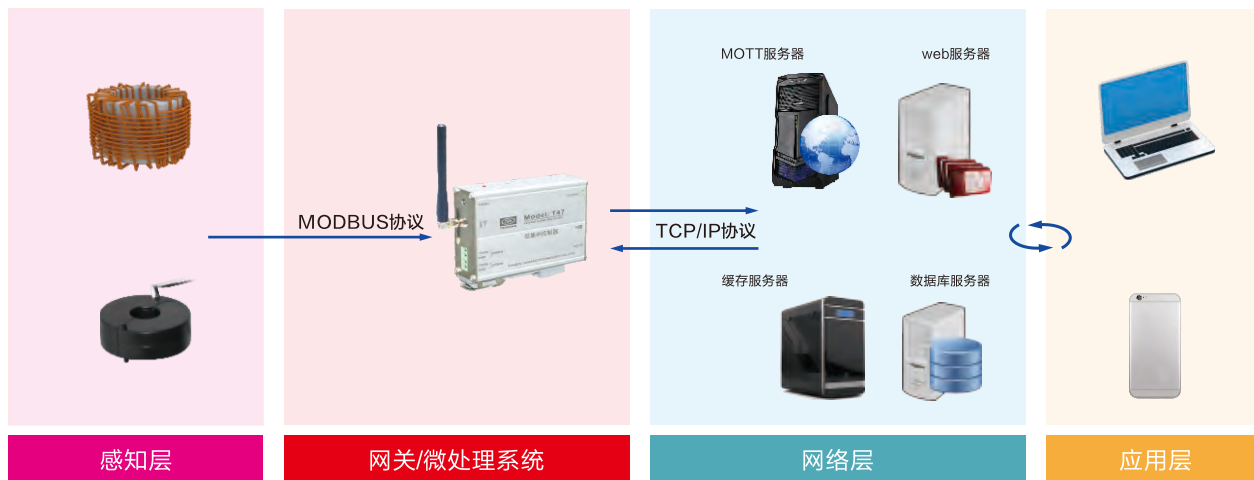 MOTT服务器
web服务器
MODBUS协议
TCP/IP协议
缓存服务器
数据库服务器
感知层
网关/微处理系统
网络层
应用层